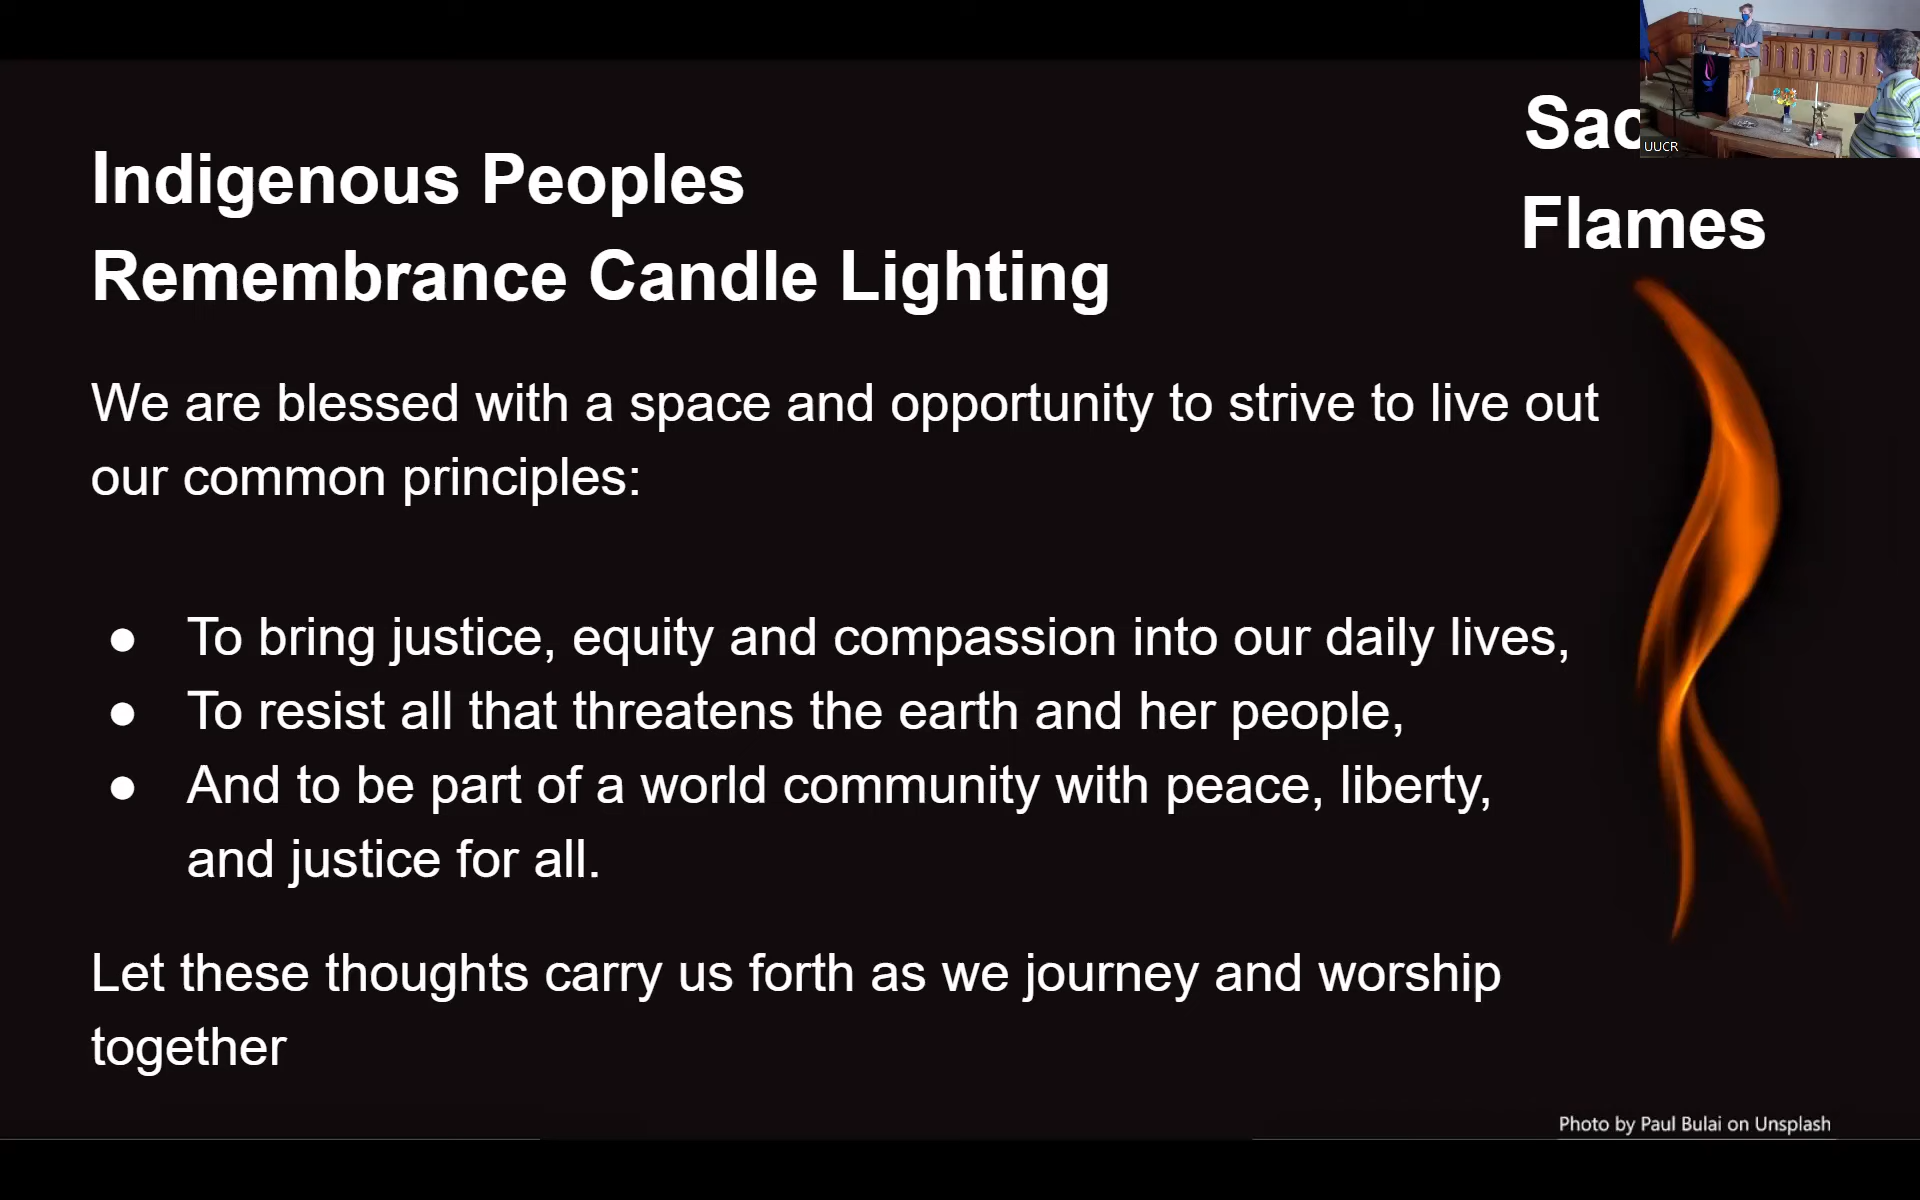 Sac
Flames
UUCR
Indigenous Peoples
Remembrance Candle Lighting
We are blessed with a space and opportunity to strive to live out
our common principles:
● To bring justice, equity and compassion into our daily lives,
● To resist all that threatens the earth and her people,
● And to be part of a world community with peace, liberty,
and justice for all.
Let these thoughts carry us forth as we journey and worship
together
Photo by Paul Bulai on Unsplash